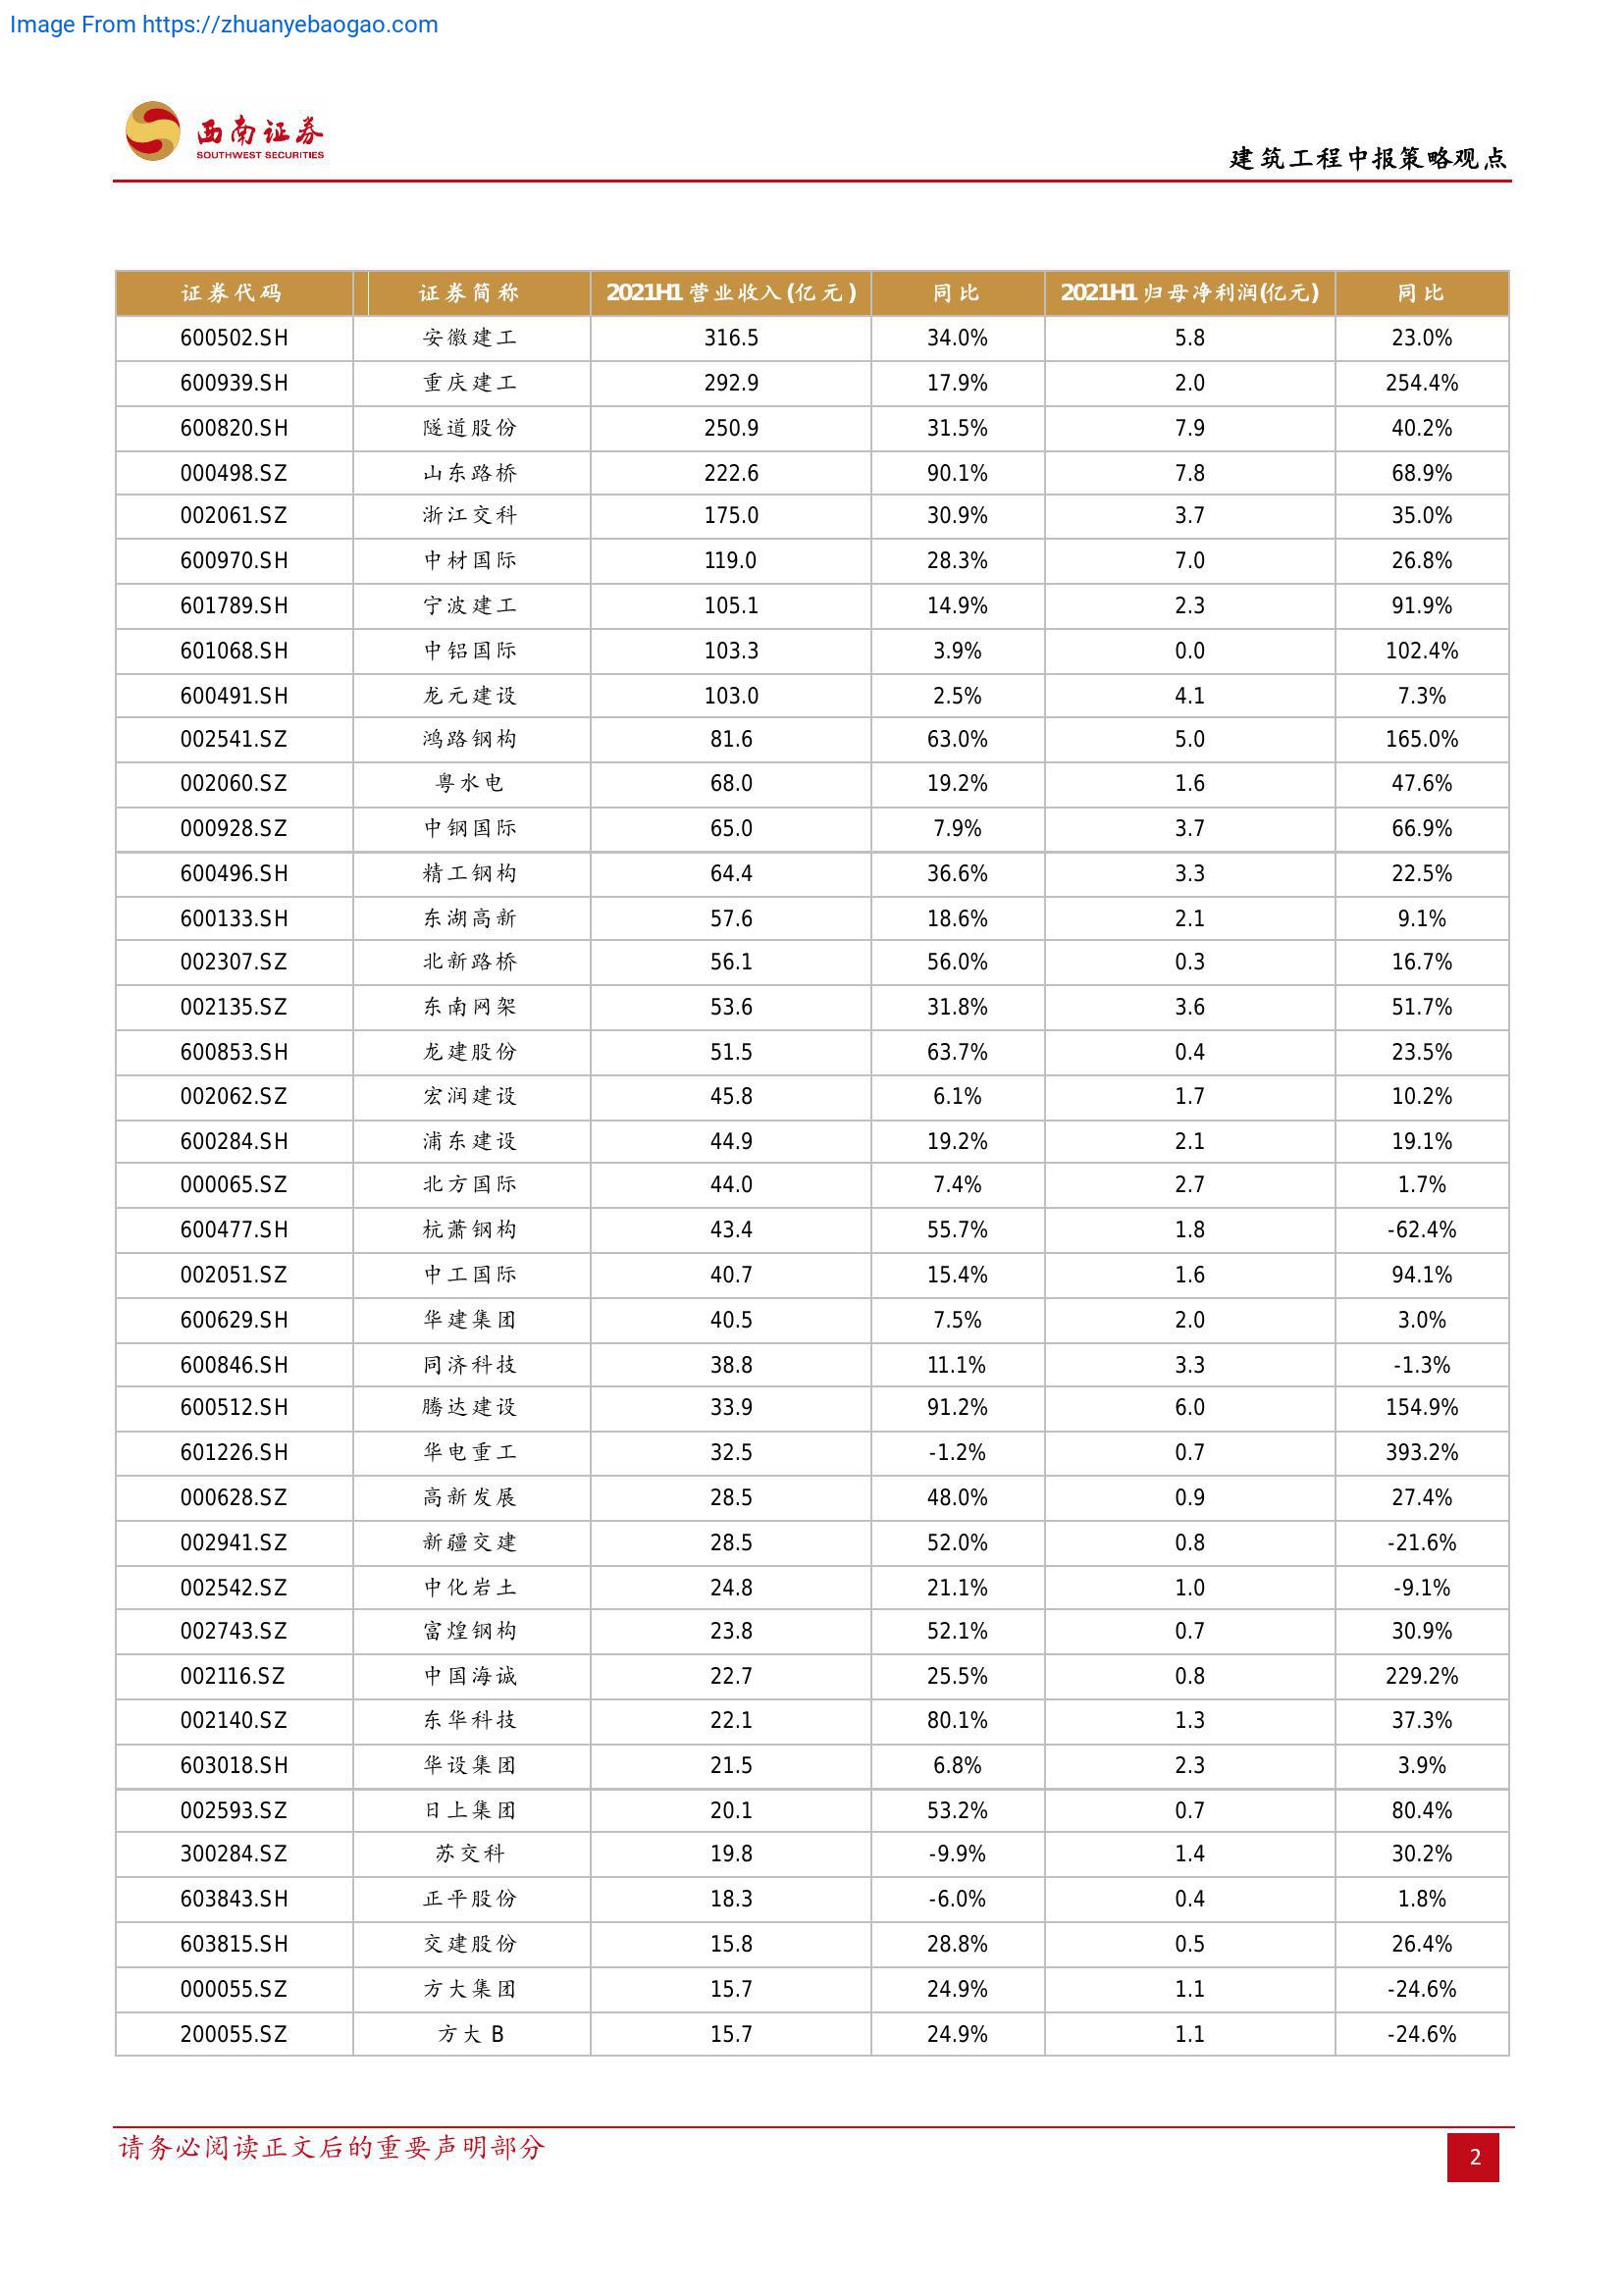 Image From https://zhuanyebaogao.com
西南证券
SOUTHWEST SECURITIES
建筑工程中报策略观点
证券代码 证券简称 2021H1 营业收入(亿元) 同比 2021H1 归母净利润(亿元) 同比
600502.SH 安徽建工 316.5 34.0% 5.8 23.0%
600939.SH 重庆建工 292.9 17.9% 2.0 254.4%
600820.SH 隧道股份 250.9 31.5% 7.9 40.2%
000498.SZ 山东路桥 222.6 90.1% 7.8 68.9%
002061.SZ 浙江交科 175.0 30.9% 3.7 35.0%
600970.SH 中材国际 119.0 28.3% 7.0 26.8%
601789.SH 宁波建工 105.1 14.9% 2.3 91.9%
601068.SH 中铝国际 103.3 3.9% 0.0 102.4%
600491.SH 龙元建设 103.0 2.5% 4.1 7.3%
002541.SZ 鸿路钢构 81.6 63.0% 5.0 165.0%
002060.SZ 粤水电 68.0 19.2% 1.6 47.6%
000928.SZ 中钢国际 65.0 7.9% 3.7 66.9%
600496.SH 精工钢构 64.4 36.6% 3.3 22.5%
600133.SH 东湖高新 57.6 18.6% 2.1 9.1%
002307.SZ 北新路桥 56.1 56.0% 0.3 16.7%
002135.SZ 东南网架 53.6 31.8% 3.6 51.7%
600853.SH 龙建股份 51.5 63.7% 0.4 23.5%
002062.SZ 宏润建设 45.8 6.1% 1.7 10.2%
600284.SH 浦东建设 44.9 19.2% 2.1 19.1%
000065.SZ 北方国际 44.0 7.4% 2.7 1.7%
600477.SH 杭萧钢构 43.4 55.7% 1.8 -62.4%
002051.SZ 中工国际 40.7 15.4% 1.6 94.1%
600629.SH 华建集团 40.5 7.5% 2.0 3.0%
600846.SH 同济科技 38.8 11.1% 3.3 -1.3%
600512.SH 腾达建设 33.9 91.2% 6.0 154.9%
601226.SH 华电重工 32.5 -1.2% 0.7 393.2%
000628.SZ 高新发展 28.5 48.0% 0.9 27.4%
002941.SZ 新疆交建 28.5 52.0% 0.8 -21.6%
002542.SZ 中化岩土 24.8 21.1% 1.0 -9.1%
002743.SZ 富煌钢构 23.8 52.1% 0.7 30.9%
002116.SZ 中国海诚 22.7 25.5% 0.8 229.2%
002140.SZ 东华科技 22.1 80.1% 1.3 37.3%
603018.SH 华设集团 21.5 6.8% 2.3 3.9%
002593.SZ 日上集团 20.1 53.2% 0.7 80.4%
300284.SZ 苏交科 19.8 -9.9% 1.4 30.2%
603843.SH 正平股份 18.3 -6.0% 0.4 1.8%
603815.SH 交建股份 15.8 28.8% 0.5 26.4%
000055.SZ 方大集团 15.7 24.9% 1.1 -24.6%
200055.SZ 方大 B 15.7 24.9% 1.1 -24.6%
请务必阅读正文后的重要声明部分
2